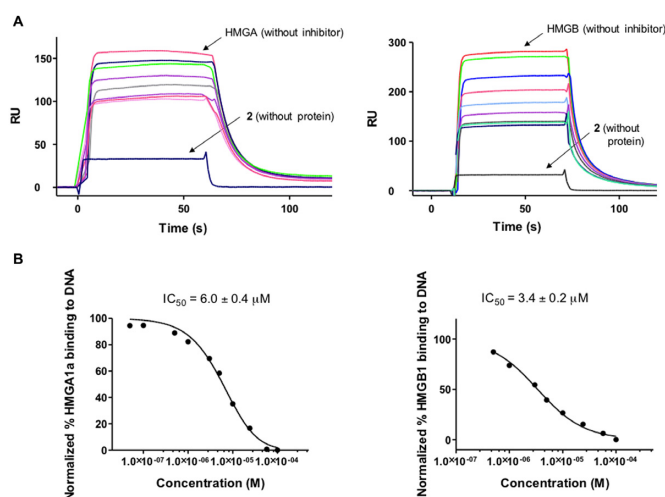 A
HMGA (without inhibitor)
RU
150
100
50
0
2 (without protein)
0
50
100
Time (s)
HMGB (without inhibitor)
RU
300
200
100
0
2 (without
protein)
0
50
100
Time (s)
B
IC50 = 6.0 ± 0.4 μM
Normalized % HMGA1a binding to DNA
100
80
60
40
20
0
1.0×10-07
1.0×10-06
1.0×10-05
1.0×10-04
Concentration (M)
IC50 = 3.4 ± 0.2 μM
Normalized % HMGB1 binding to DNA
100
50
0
1.0×10-07
1.0×10-06
1.0×10-05
1.0×10-04
Concentration (M)